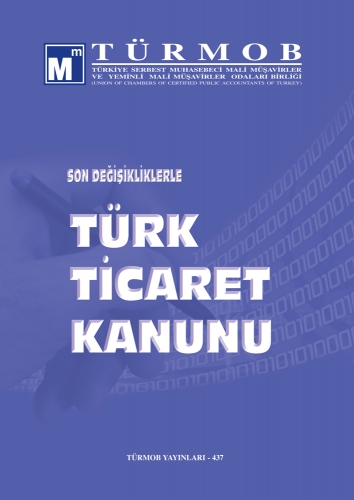 Mm
TÜRMOB
TÜRKİYE SERBEST MUHASEBECİ MALİ MÜŞAVİRLER
VE YEMİNLİ MALİ MÜŞAVİRLER ODALARI BİRLİĞİ
(UNION OF CHAMBERS OF CERTIFIED PUBLIC ACCOUNTANTS OF TURKEY)
SON DEĞİŞİKLİKLERLE
TÜRK
TİCARET
KANUNU
TÜRMOB YAYINLARI - 437